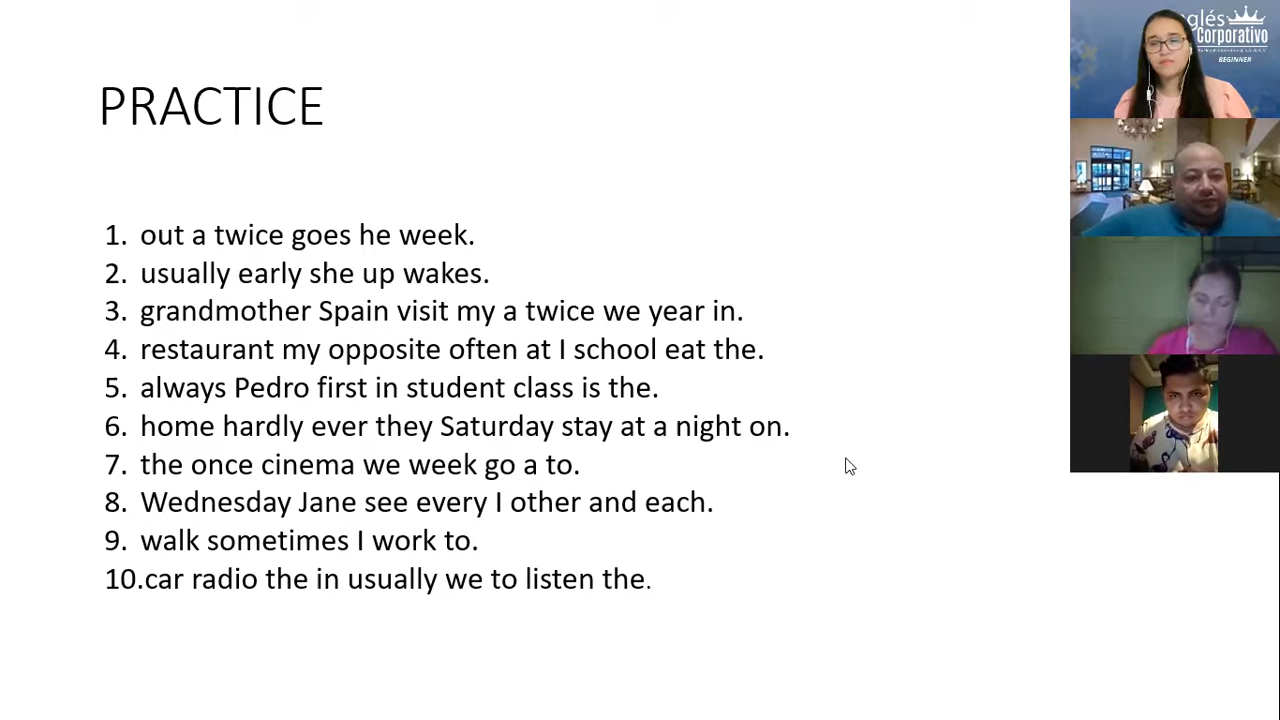 PRACTICE
1. out a twice goes he week.
2. usually early she up wakes.
3. grandmother Spain visit my a twice we year in.
4. restaurant my opposite often at I school eat the.
5. always Pedro first in student class is the.
6. home hardly ever they Saturday stay at a night on.
7. the once cinema we week go a to.
8. Wednesday Jane see every I other and each.
9. walk sometimes I work to.
10.car radio the in usually we to listen the.
glés
Corporativo
BEGINNER